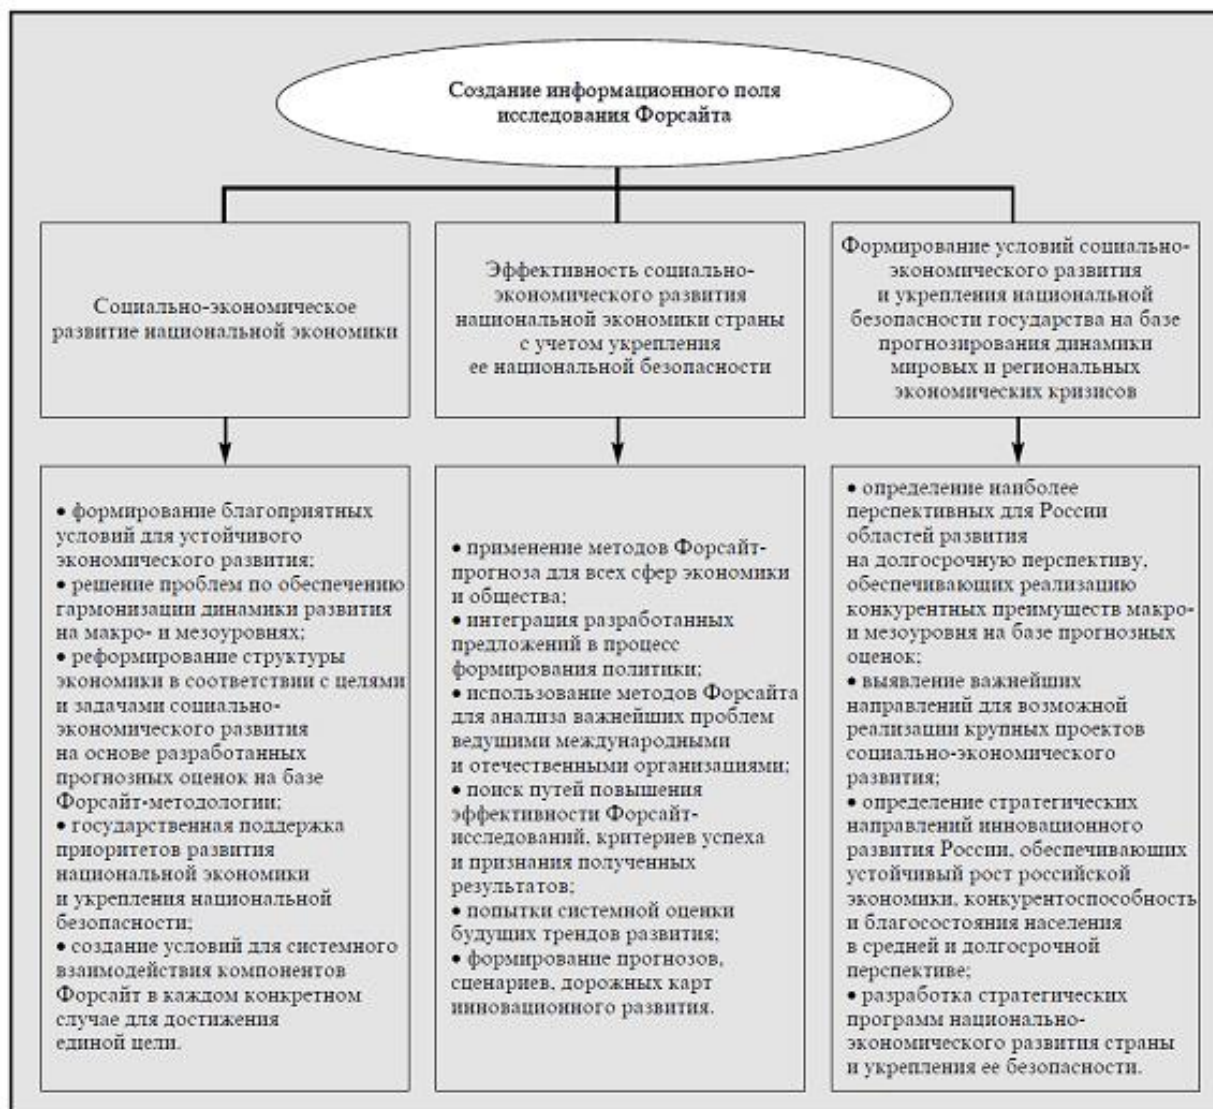 Создание информационного поля
исследования Форсайта
Социально-экономическое
развитие национальной экономики
Эффективность социально-
экономического развития
национальной экономики страны
с учетом укрепления
ее национальной безопасности
Формирование условий социально-
экономического развития
и укрепления национальной
безопасности государства на базе
прогнозирования динамики
мировых и региональных
экономических кризисов
• формирование благоприятных
условий для устойчивого
экономического развития;
• решение проблем по обеспечению
гармонизации динамики развития
на макро- и мезоуровнях;
• реформирование структуры
экономики в соответствии с целями
и задачами социально-
экономического развития
на основе разработанных
прогнозных оценок на базе
Форсайт-методологии;
• государственная поддержка
приоритетов развития
национальной экономики
и укрепления национальной
безопасности;
• создание условий для системного
взаимодействия компонентов
Форсайт в каждом конкретном
случае для достижения
единой цели.
• применение методов Форсайт-
прогноза для всех сфер экономики
и общества;
• интеграция разработанных
предложений в процесс
формирования политики;
• использование методов Форсайта
для анализа важнейших проблем
ведущими международными
и отечественными организациями;
• поиск путей повышения
эффективности Форсайт-
исследований, критериев успеха
и признания полученных
результатов;
• попытки системной оценки
будущих трендов развития;
• формирование прогнозов,
сценариев, дорожных карт
инновационного развития.
• определение наиболее
перспективных для России
областей развития
на долгосрочную перспективу,
обеспечивающих реализацию
конкурентных преимуществ макро-
и мезоуровня на базе прогнозных
оценок;
• выявление важнейших
направлений для возможной
реализации крупных проектов
социально-экономического
развития;
• определение стратегических
направлений инновационного
развития России, обеспечивающих
устойчивый рост российской
экономики, конкурентоспособность
и благосостояния населения
в средней и долгосрочной
перспективе;
• разработка стратегических
программ национально-
экономического развития страны
и укрепления ее безопасности.